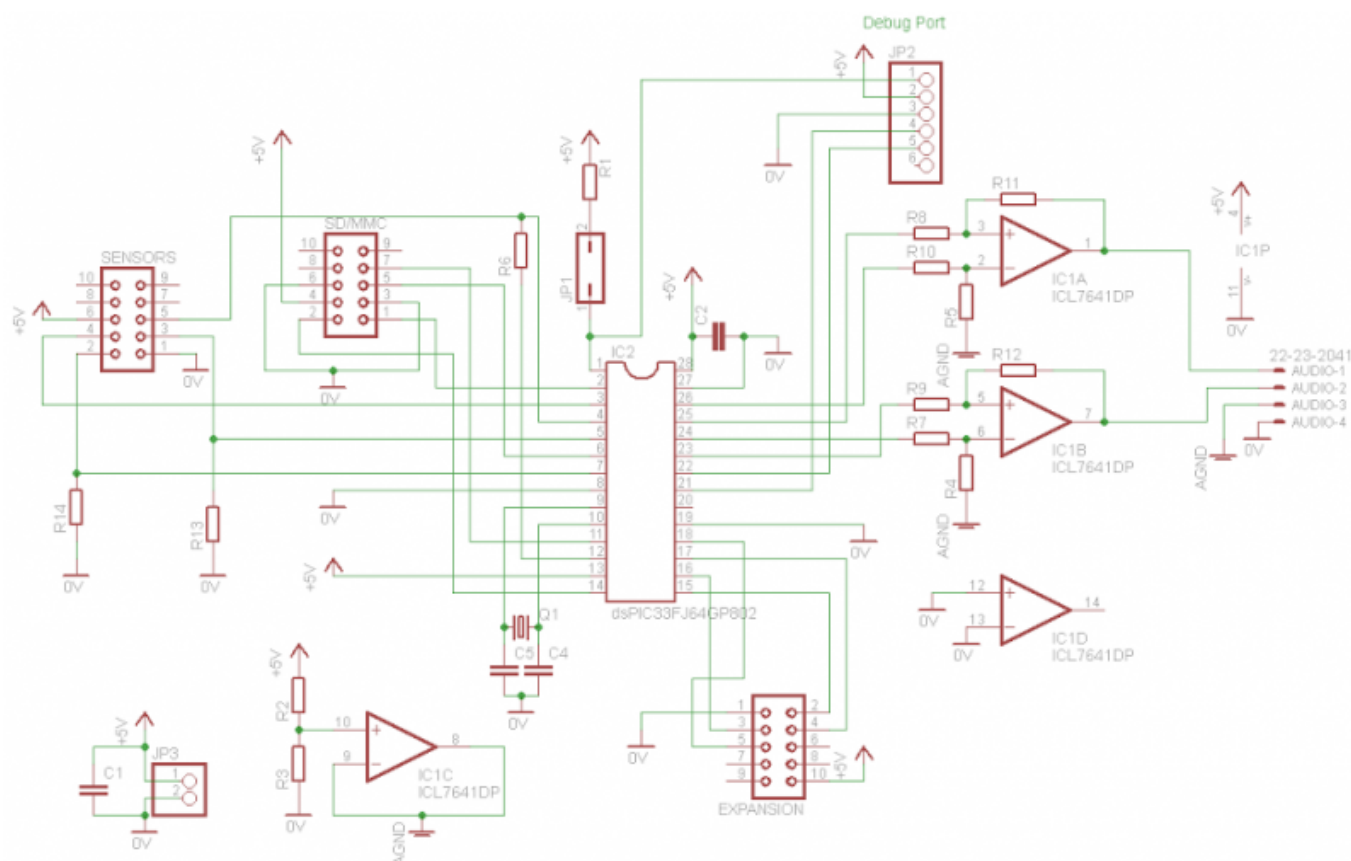 Debug Port
JP2
+5V
1
2
3
4
5
6
0V
+5V
+5V
R1
2
JP1
1
SD/MMC
10
9
8
7
6
5
4
3
2
1
0V
SENSORS
10
9
8
7
6
5
4
3
2
1
+5V
0V
R6
+5V
C2
0V
IC2
1
2
3
4
5
6
7
8
9
10
11
12
13
14
28
27
26
25
24
23
22
21
20
19
18
17
16
15
dsPIC33FJ64GP802
R11
R8
3
R10
2
1
IC1A
ICL7641DP
R5
AGND
R12
R9
5
R7
6
7
IC1B
ICL7641DP
R4
AGND
+5V
4
V+
IC1P
11
V-
0V
22-23-2041
AUDIO-1
AUDIO-2
AUDIO-3
AUDIO-4
0V
AGND
R14
0V
R13
0V
0V
+5V
0V
12
13
14
0V
0V
IC1D
ICL7641DP
Q1
C5
C4
0V
+5V
R2
R3
0V
10
9
8
IC1C
ICL7641DP
AGND
+5V
C1
JP3
1
2
0V
1
2
3
4
5
6
7
8
9
10
0V
+5V
EXPANSION